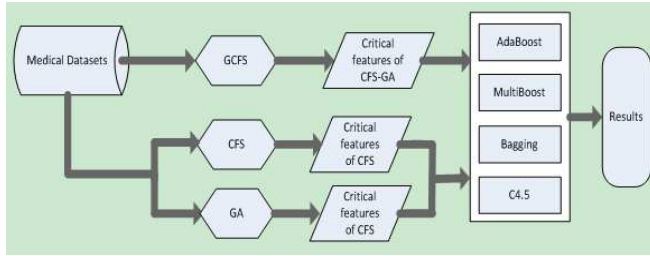 Medical Datasets
GCFS
Critical
features of
CFS-GA
AdaBoost
MultiBoost
Bagging
C4.5
Results
CFS
Critical
features
of CFS
GA
Critical
features
of CFS